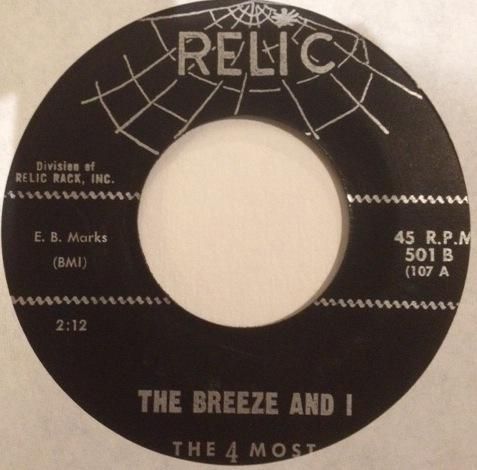 RELIC
Division of
RELIC RACK, INC.
E. B. Marks
(BMI)
45 R.P.M
501 B
(107 A
2:12
THE BREEZE AND I
THE 4 MOST